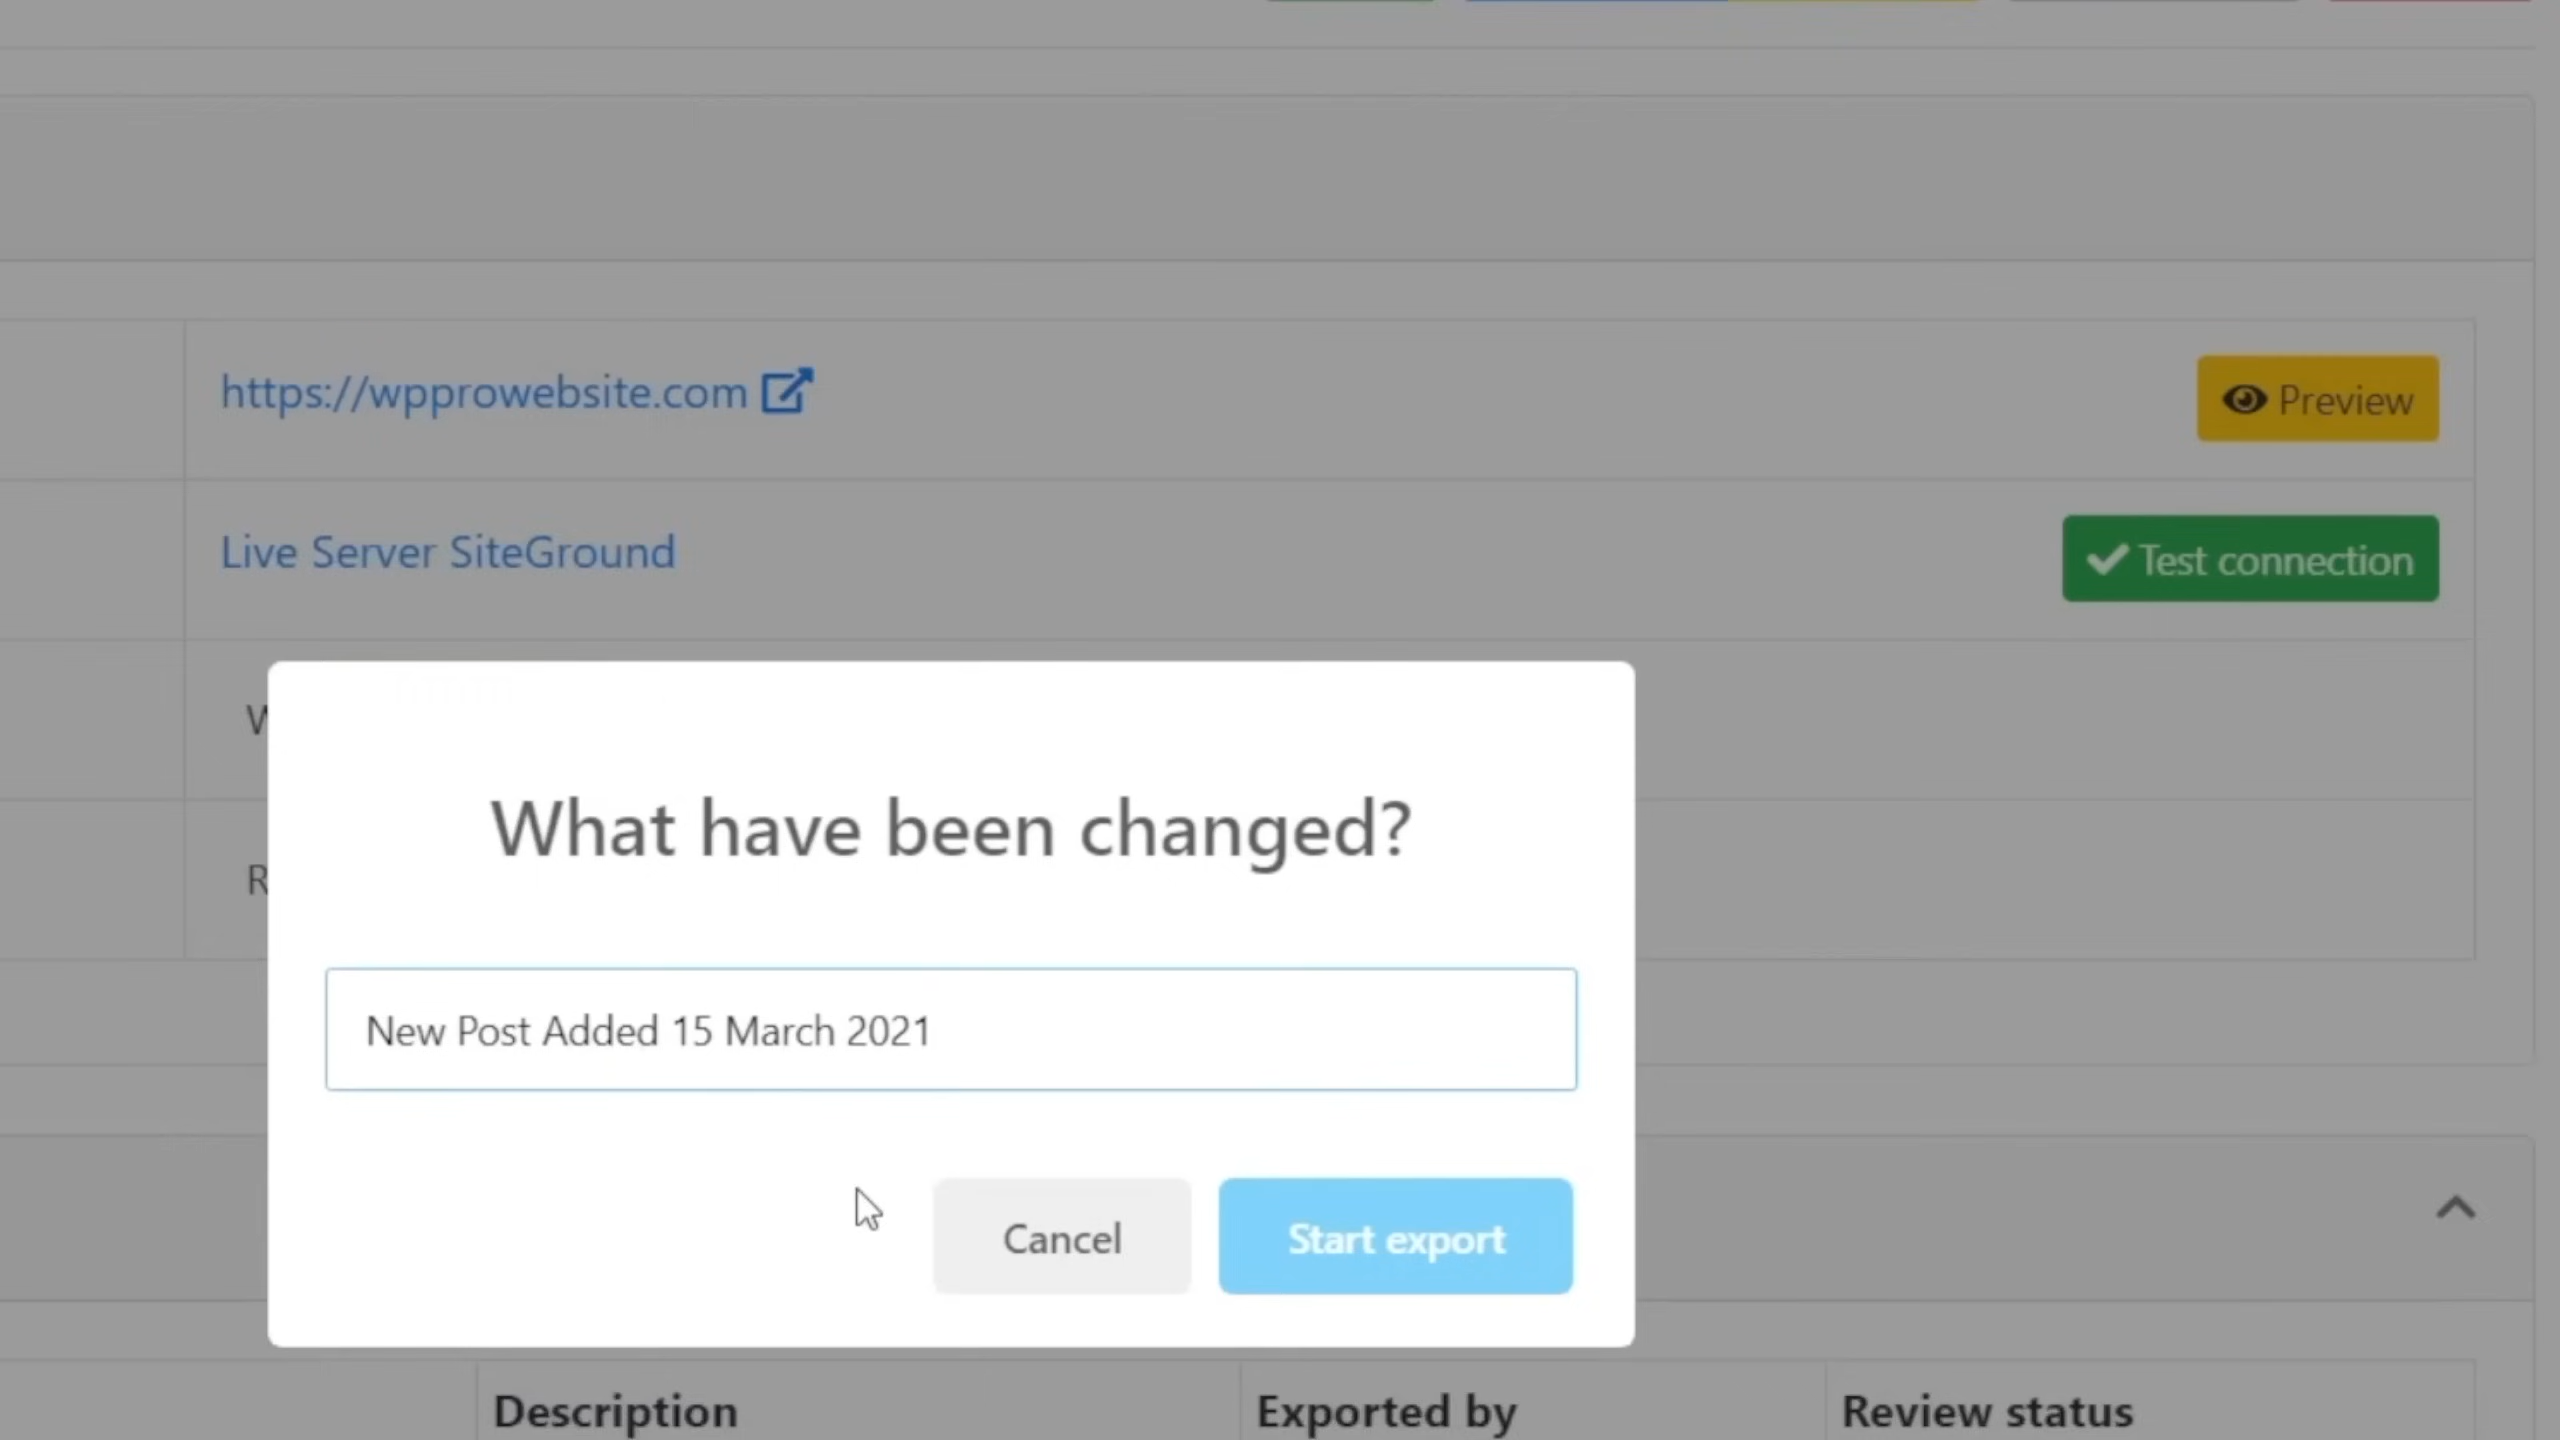 https://wpprowebsite.com
Preview
Live Server SiteGround
Test connection
What have been changed?
New Post Added 15 March 2021
Cancel
Start export
Description
Exported by
Review status